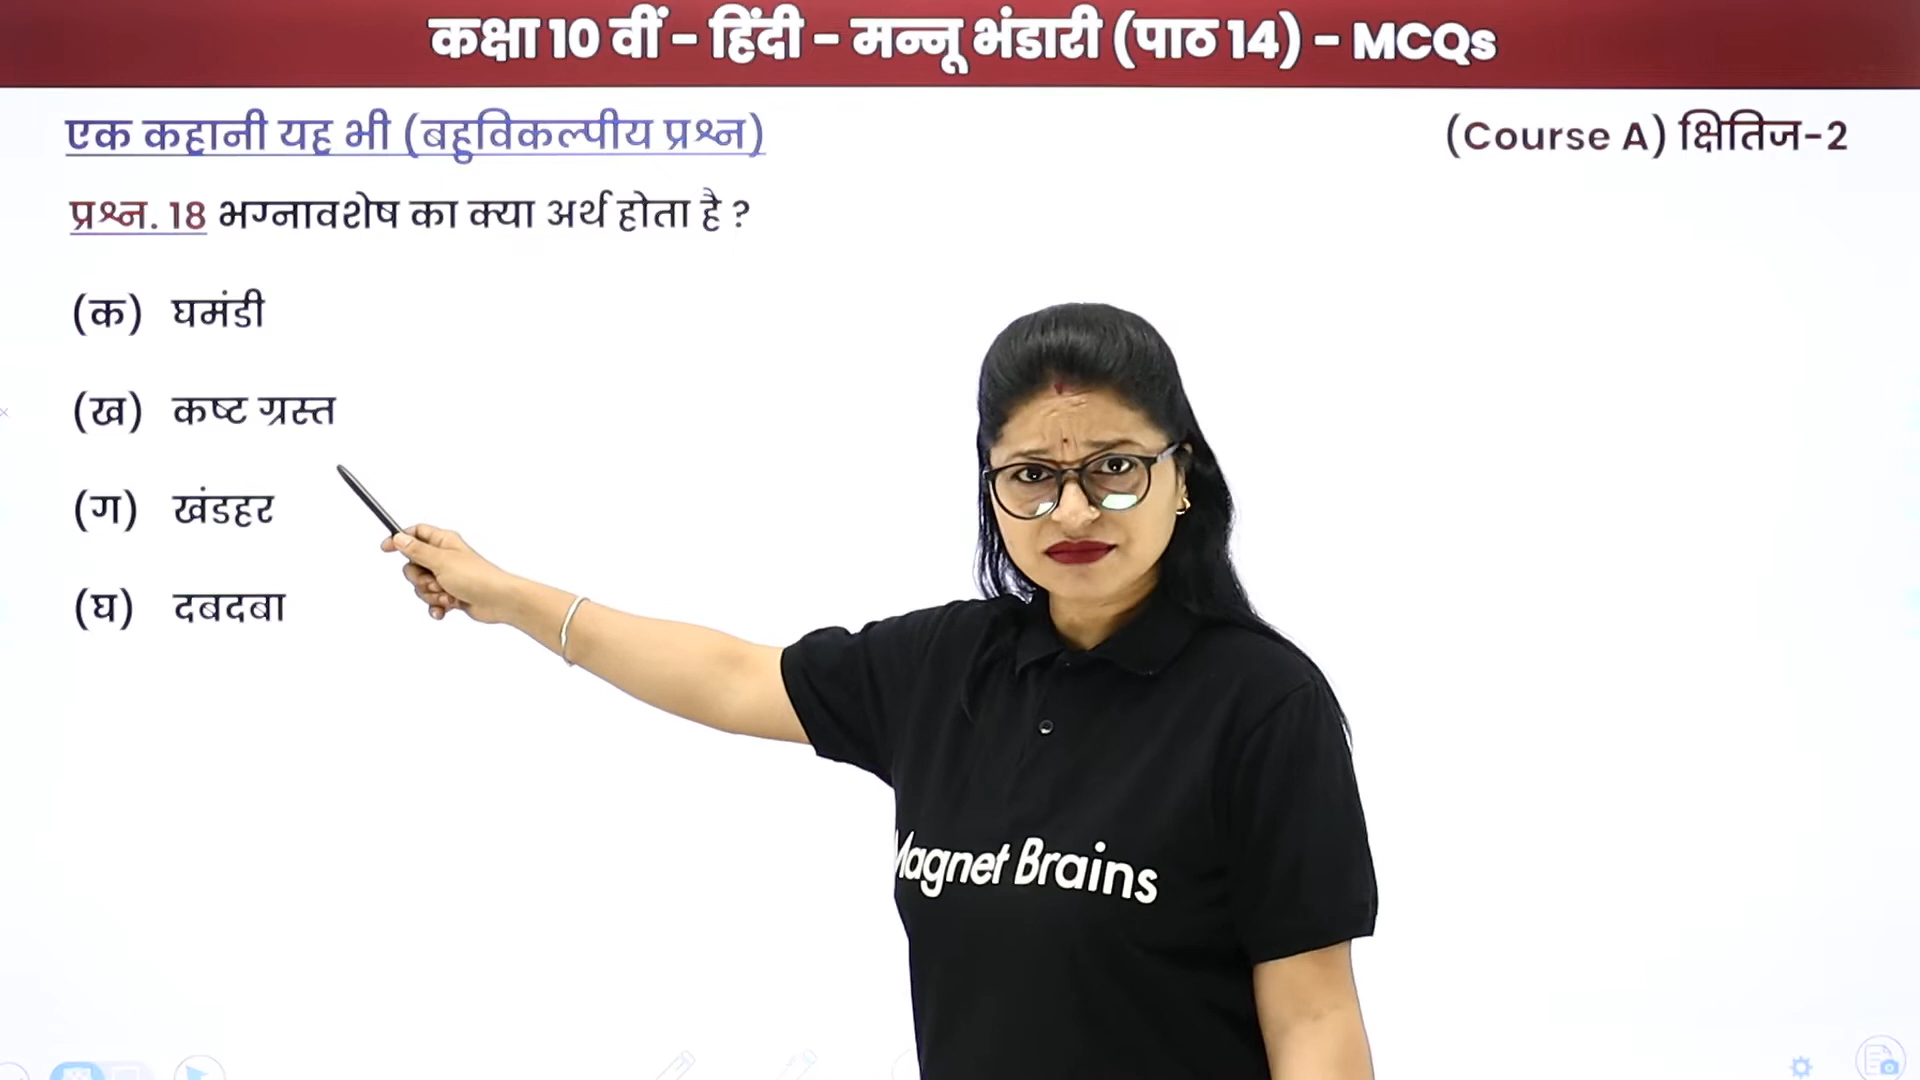 कक्षा 10 वीं - हिंदी - मन्नू भंडारी (पाठ 14) - MCQs
एक कहानी यह भी (बहुविकल्पीय प्रश्न)
(Course A) क्षितिज-2
प्रश्न. 18 भग्नावशेष का क्या अर्थ होता है ?
(क) घमंडी
(ख) कष्ट ग्रस्त
(ग) खंडहर
(घ) दबदबा
Magnet Brains